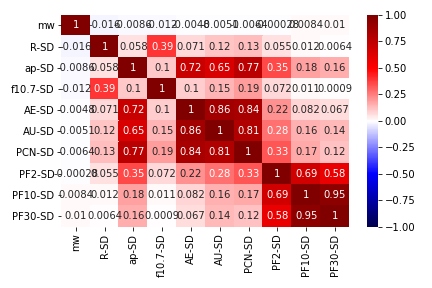 mw 1 -0.016 -0.0086 -0.012 -0.0048 -0.0051 -0.0064 -0.00028 0.0084 0.01 1.00
R-SD -0.016 1 0.058 0.39 0.071 0.12 0.13 0.055 0.012 0.0064 0.75
ap-SD -0.0086 0.058 1 0.1 0.72 0.65 0.77 0.35 0.18 0.16 0.50
f10.7-SD -0.012 0.39 0.1 1 0.1 0.15 0.19 0.072 0.011 0.0009 0.25
AE-SD -0.0048 0.071 0.72 0.1 1 0.86 0.84 0.22 0.082 0.067 0.00
AU-SD 0.12 0.65 0.15 0.86 1 0.81 0.28 0.16 0.14
PCN-SD -0.0064 0.13 0.77 0.19 0.84 0.81 1 0.33 0.17 0.12 −0.25
PF2-SD -0.00028 0.055 0.35 0.072 0.22 0.28 0.33 1 0.69 0.58 −0.50
PF10-SD 0.012 0.18 0.011 0.082 0.16 0.17 0.69 1 0.95 −0.75
PF30-SD 0.01 0.0064 0.16 0.0009 0.067 0.14 0.12 0.58 0.95 1 −1.00
mw R-SD ap-SD f10.7-SD AE-SD AU-SD PCN-SD PF2-SD PF10-SD PF30-SD